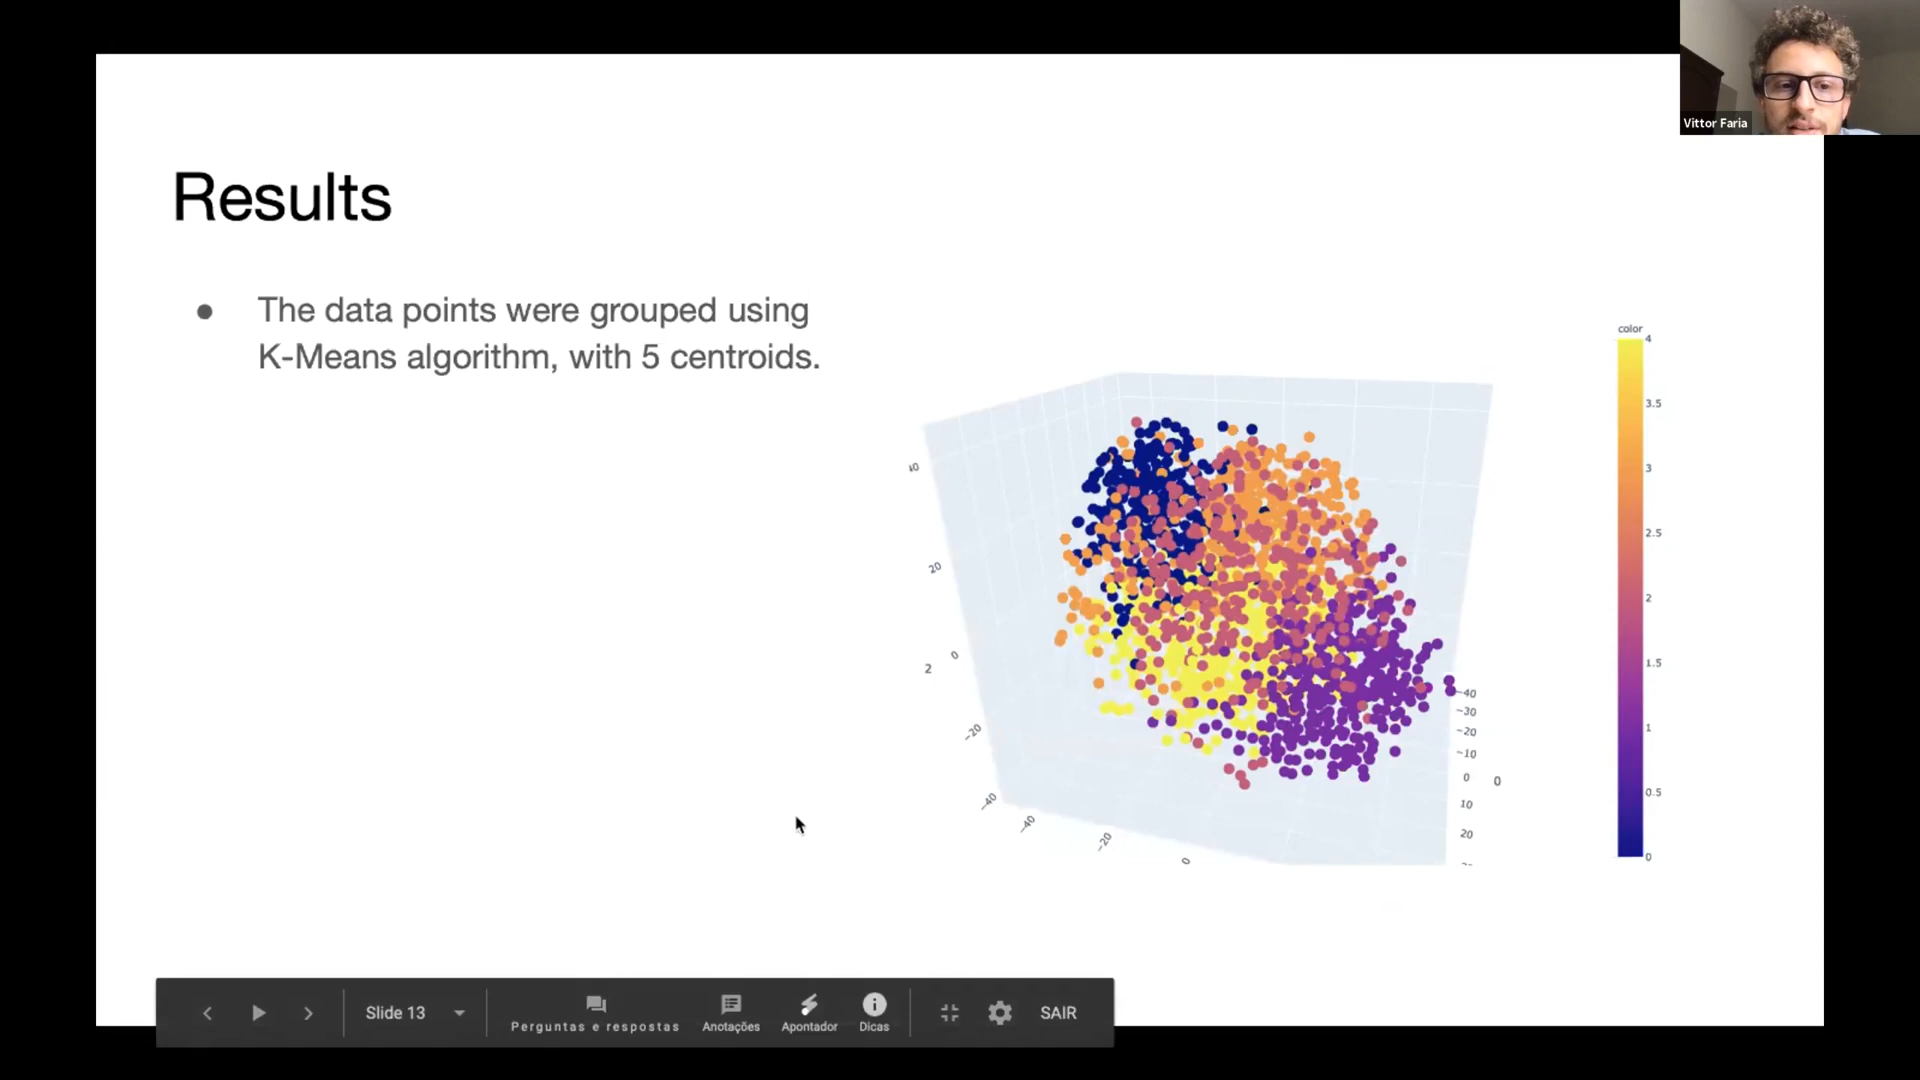 Vittor Faria
Results
● The data points were grouped using
K-Means algorithm, with 5 centroids.
color
4
3.5
3
2.5
2
1.5
1
0.5
0
40
20
0
2
−20
−40
−40
−20
0
−40
−30
−20
−10
0
0
10
20
Slide 13
Perguntas e respostas
Anotações
Apontador
Dicas
SAIR